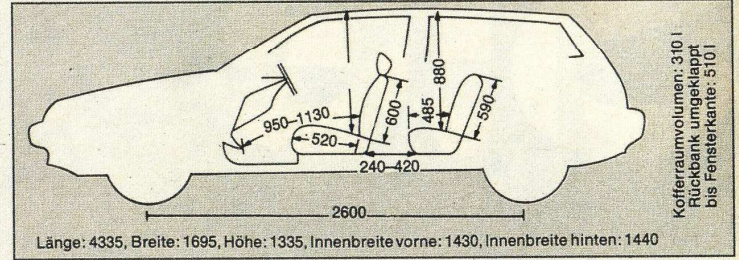 880
950–1130
600
485
590
520
240–420
2600
Länge: 4335, Breite: 1695, Höhe: 1335, Innenbreite vorne: 1430, Innenbreite hinten: 1440
Kofferraumvolumen: 310 l
Rückbank umgeklappt
bis Fensterkante: 510 l